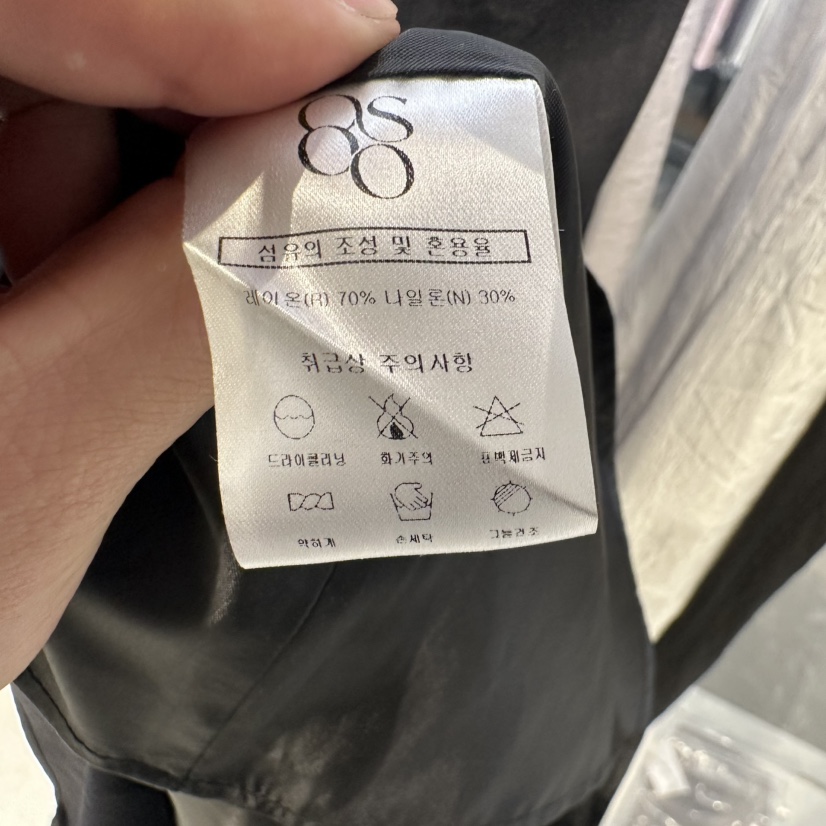 8S
OO
섬유의 조성 및 혼용율
레이온(R) 70% 나일론(N) 30%
취급상 주의사항
드라이클리닝 화기주의 표백제금지
약하게 손세탁 그늘건조